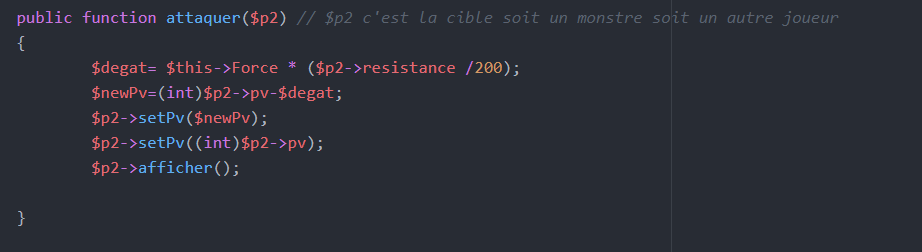 public function attaquer($p2) // $p2 c'est la cible soit un monstre soit un autre joueur
{
$degat= $this->Force * ($p2->resistance /200);
$newPv=(int)$p2->pv-$degat;
$p2->setPv($newPv);
$p2->setPv((int)$p2->pv);
$p2->afficher();
}